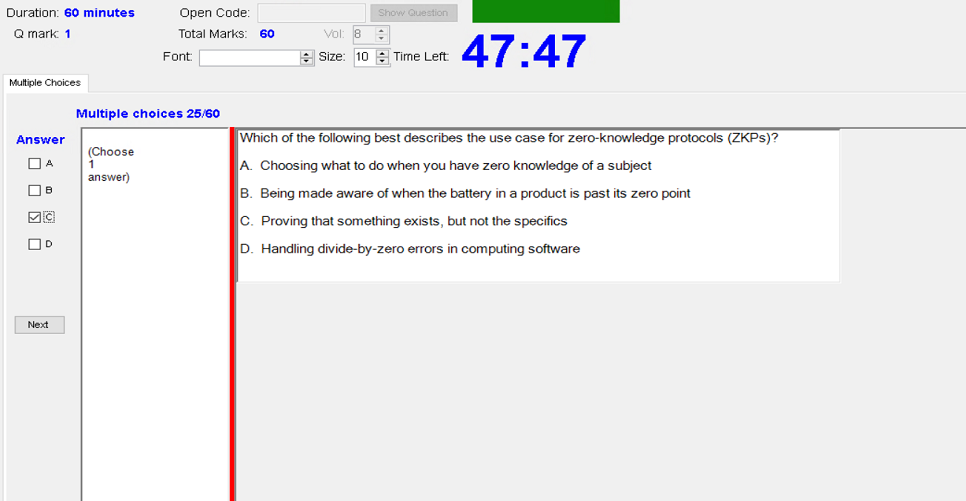 Duration: 60 minutes Open Code: Show Question
Q mark: 1 Total Marks: 60 Vol: 8
Font: Size: 10 Time Left: 47:47
Multiple Choices
Multiple choices 25/60
Answer
A
B
C
D
Next
(Choose
1
answer)
Which of the following best describes the use case for zero-knowledge protocols (ZKPs)?
A. Choosing what to do when you have zero knowledge of a subject
B. Being made aware of when the battery in a product is past its zero point
C. Proving that something exists, but not the specifics
D. Handling divide-by-zero errors in computing software